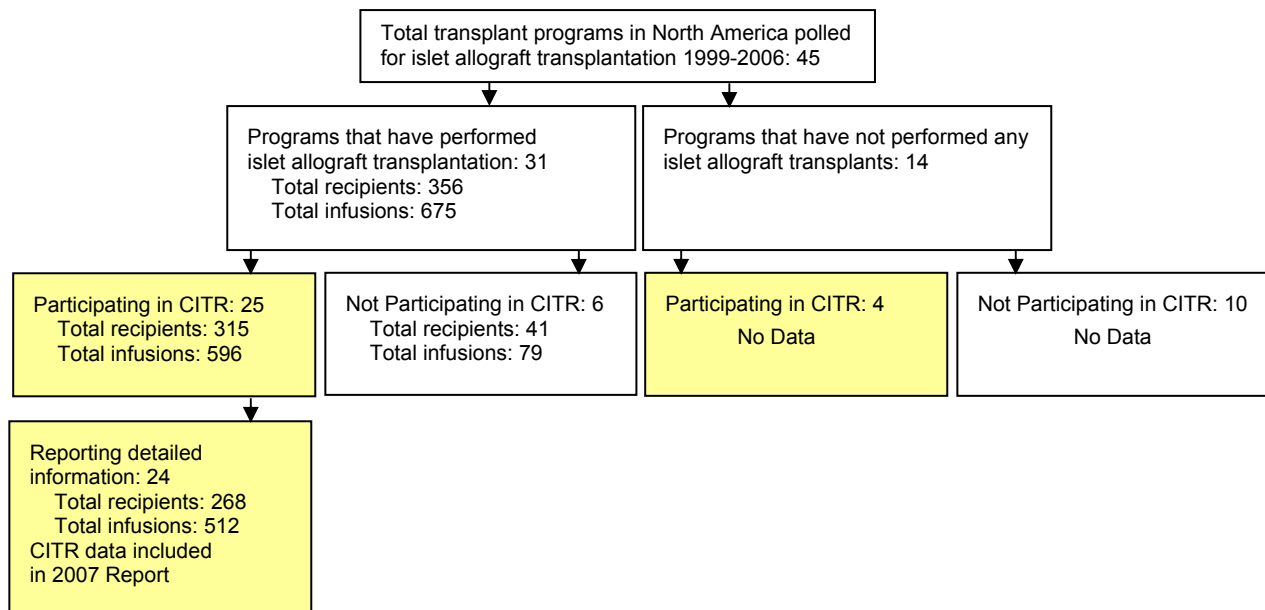 Total transplant programs in North America polled
for islet allograft transplantation 1999-2006: 45
Programs that have performed
islet allograft transplantation: 31
Total recipients: 356
Total infusions: 675
Programs that have not performed any
islet allograft transplants: 14
Participating in CITR: 25
Total recipients: 315
Total infusions: 596
Not Participating in CITR: 6
Total recipients: 41
Total infusions: 79
Participating in CITR: 4
No Data
Not Participating in CITR: 10
No Data
Reporting detailed
information: 24
Total recipients: 268
Total infusions: 512
CITR data included
in 2007 Report